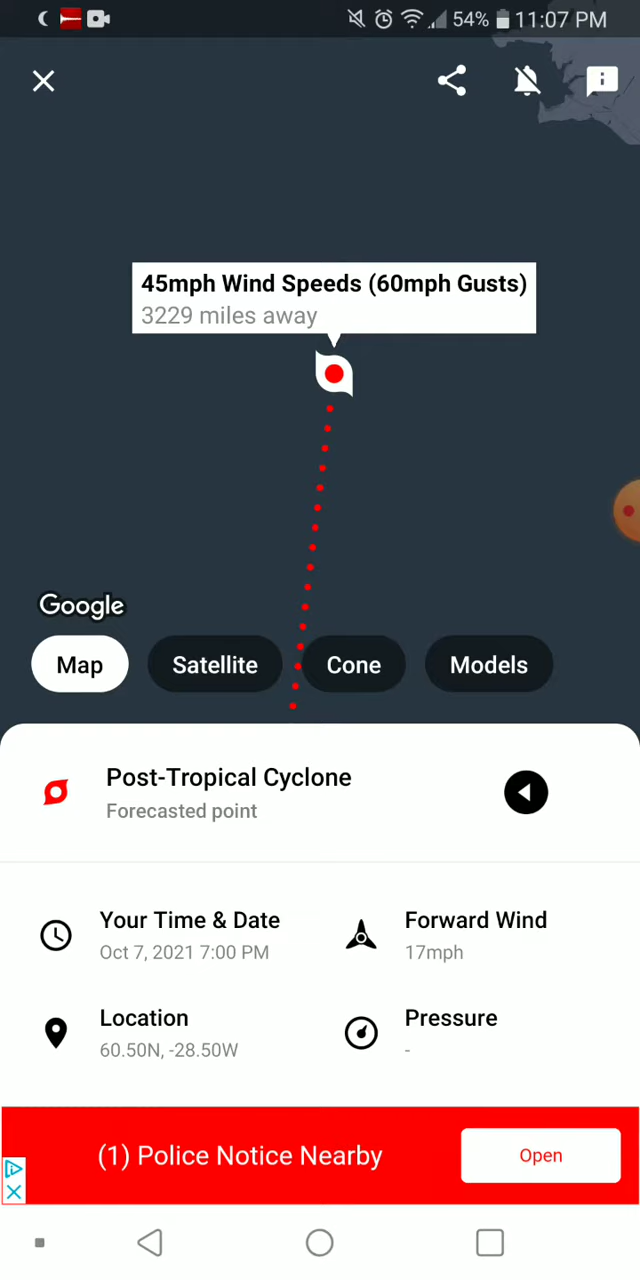 54% 11:07 PM
45mph Wind Speeds (60mph Gusts)
3229 miles away
Google
Map Satellite Cone Models
Post-Tropical Cyclone
Forecasted point
Your Time & Date Forward Wind
Oct 7, 2021 7:00 PM 17mph
Location Pressure
60.50N, -28.50W -
(1) Police Notice Nearby Open